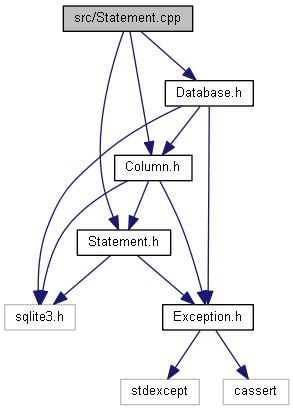 src/Statement.cpp
Database.h
Column.h
Statement.h
sqlite3.h
Exception.h
stdexcept
cassert